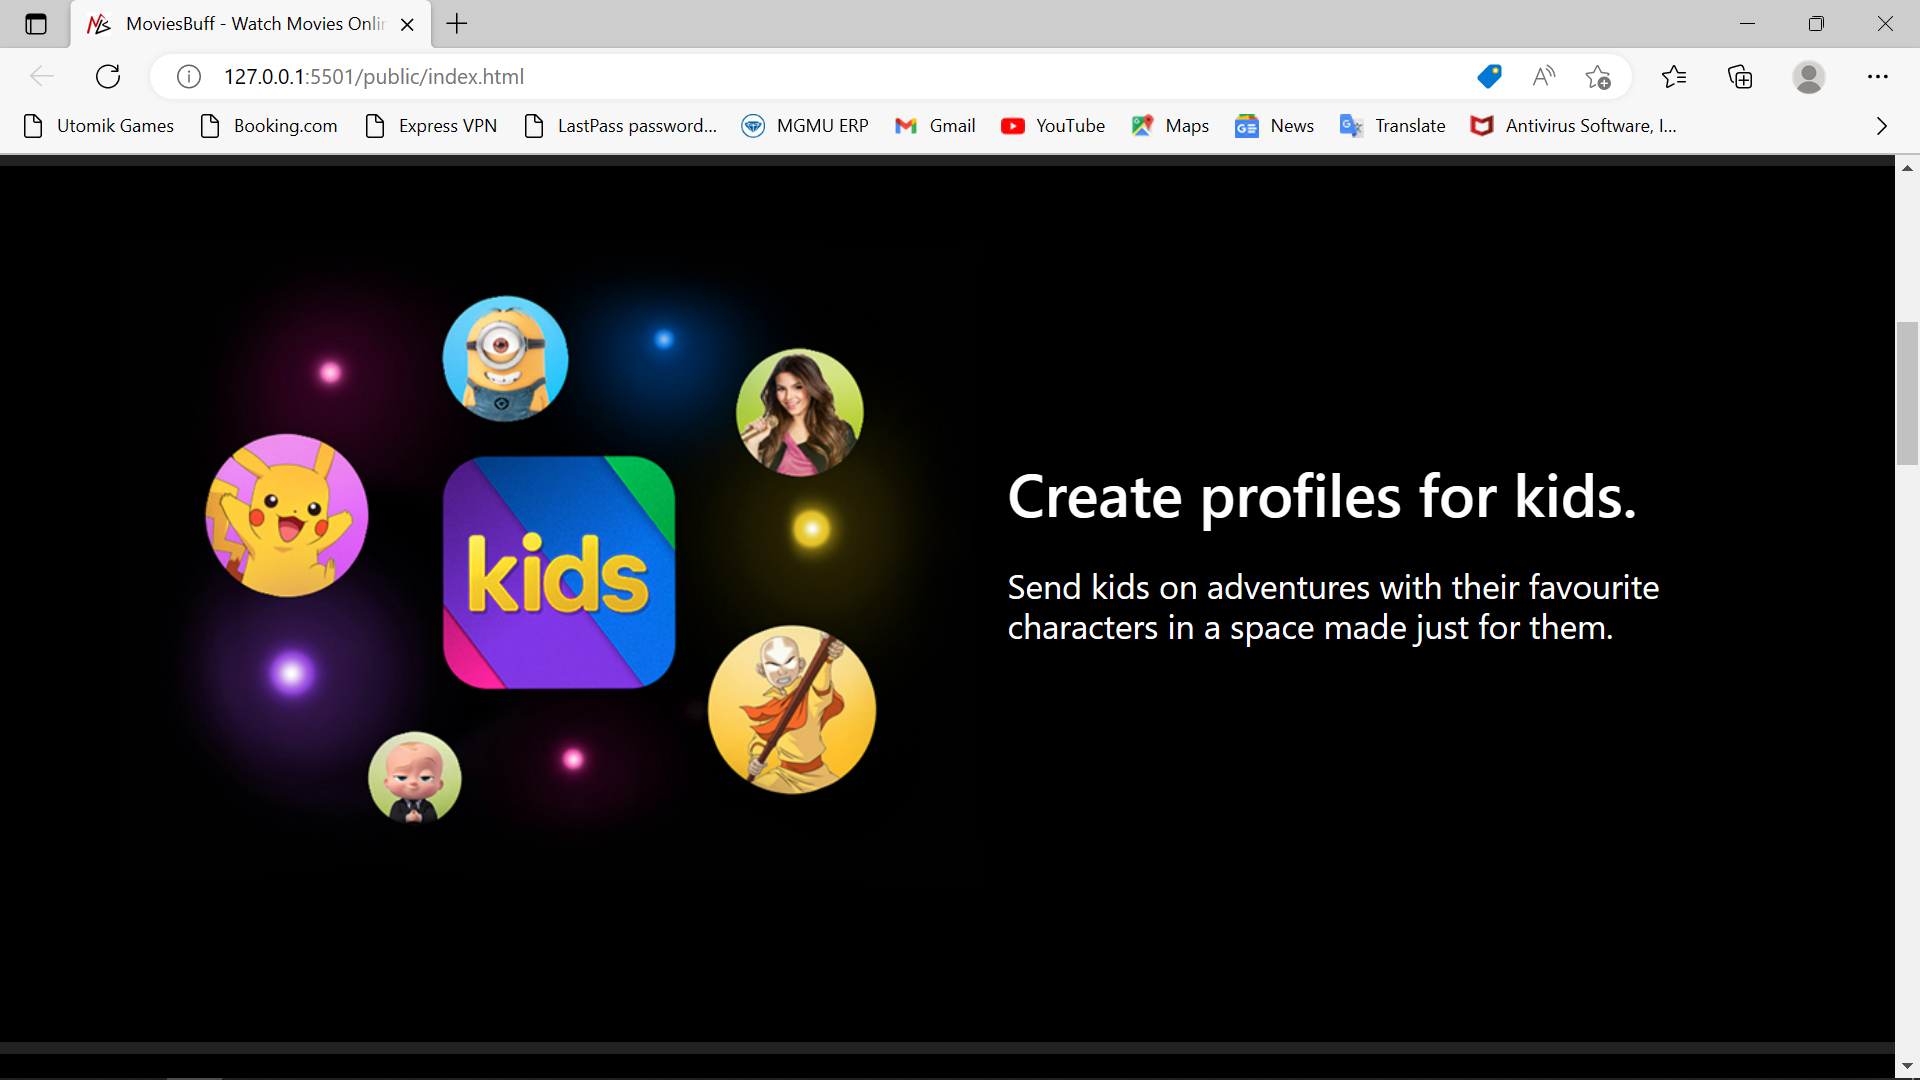 MoviesBuff - Watch Movies Onlin
127.0.0.1:5501/public/index.html
Utomik Games
Booking.com
Express VPN
LastPass password...
MGMU ERP
Gmail
YouTube
Maps
News
Translate
Antivirus Software, I...
kids
Create profiles for kids.
Send kids on adventures with their favourite
characters in a space made just for them.